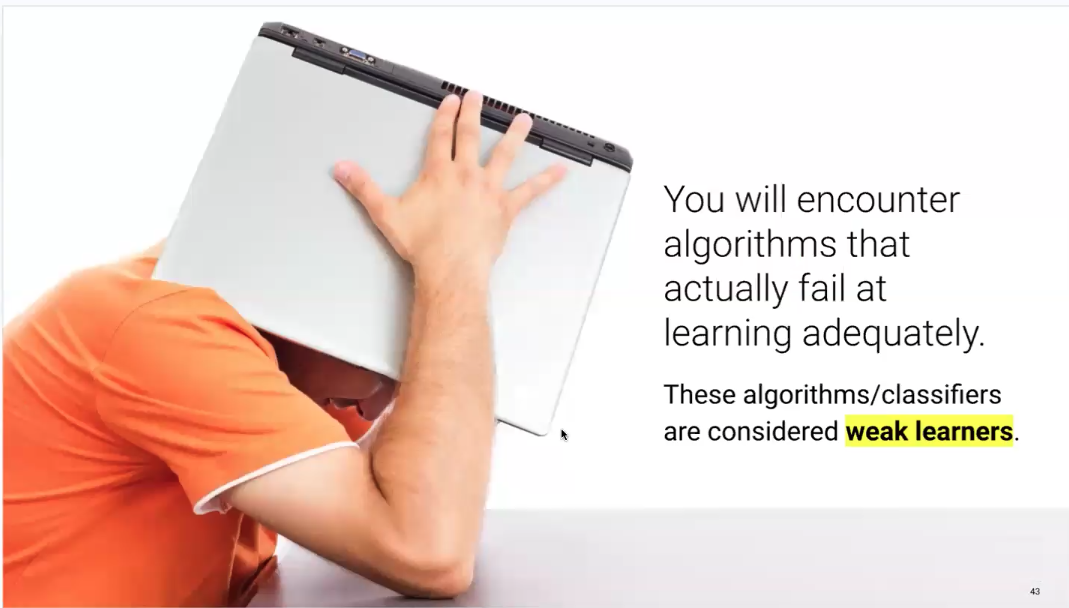 You will encounter
algorithms that
actually fail at
learning adequately.
These algorithms/classifiers
are considered weak learners.
43